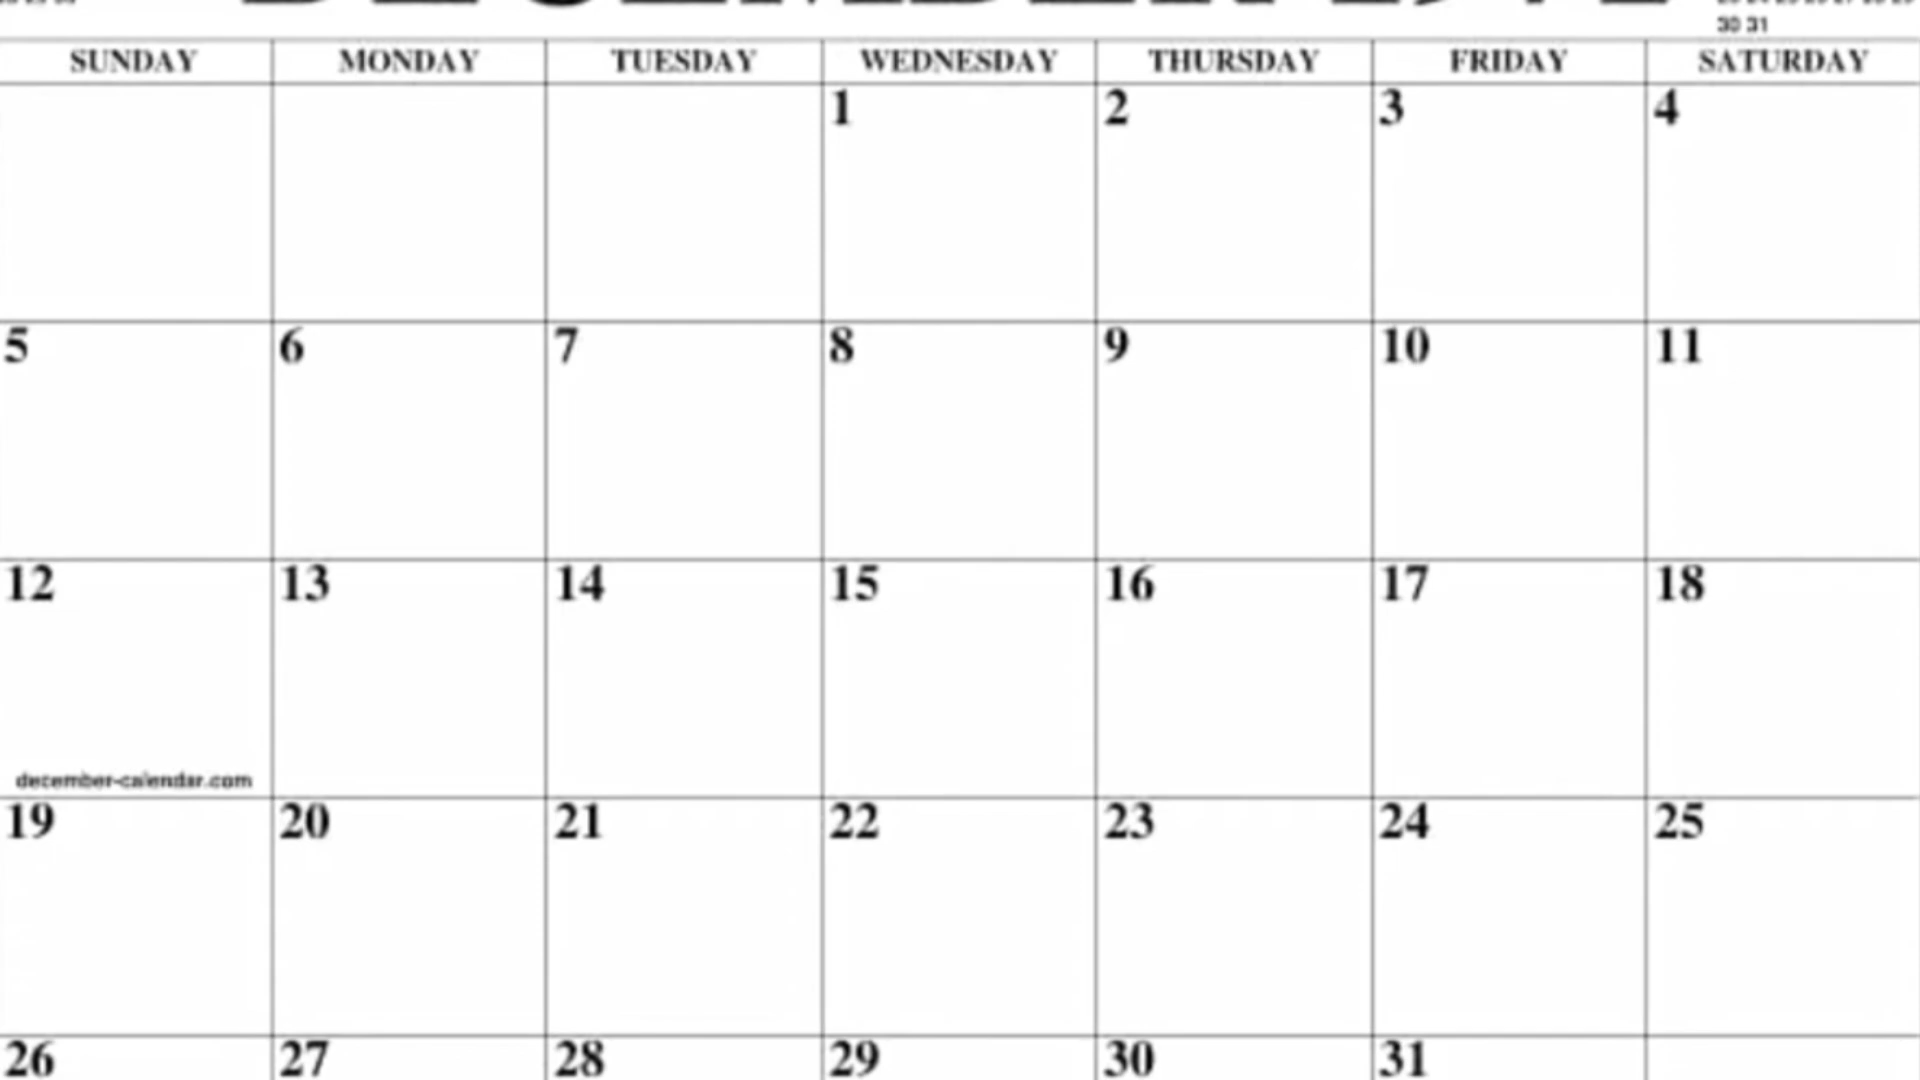 30 31
SUNDAY MONDAY TUESDAY WEDNESDAY THURSDAY FRIDAY SATURDAY
1 2 3 4
5 6 7 8 9 10 11
12 13 14 15 16 17 18
december-calendar.com
19 20 21 22 23 24 25
26 27 28 29 30 31